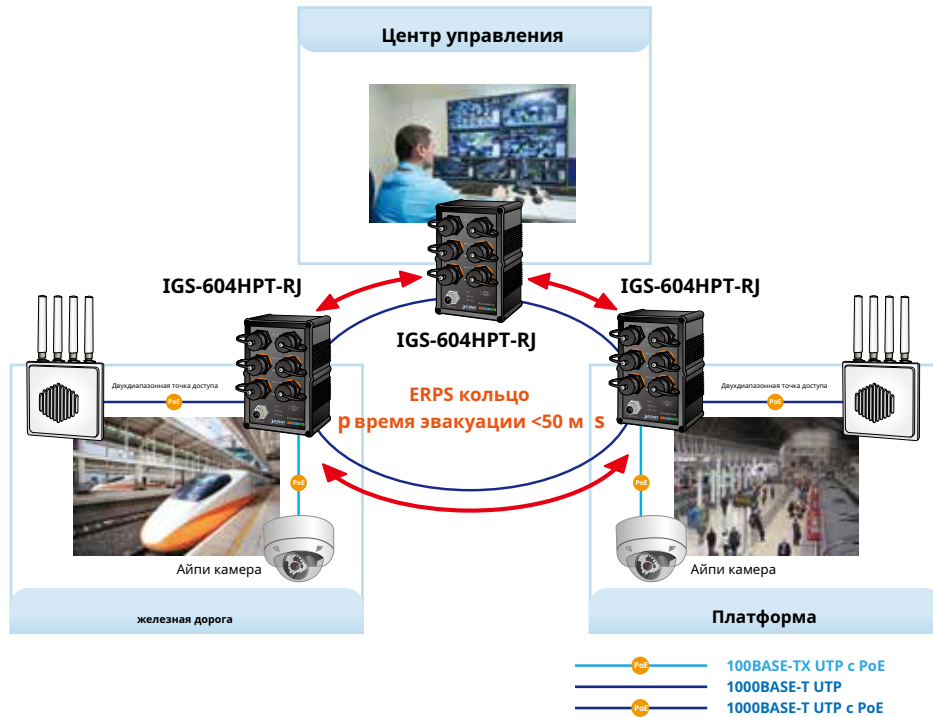 Центр управления
IGS-604HPT-RJ
IGS-604HPT-RJ
IGS-604HPT-RJ
Двухдиапазонная точка доступа
PoE
Двухдиапазонная точка доступа
PoE
ERPS кольцо
р время эвакуации <50 м s
PoE
PoE
Айпи камера
Айпи камера
железная дорога
Платформа
PoE 100BASE-TX UTP с PoE
1000BASE-T UTP
PoE 1000BASE-T UTP с PoE